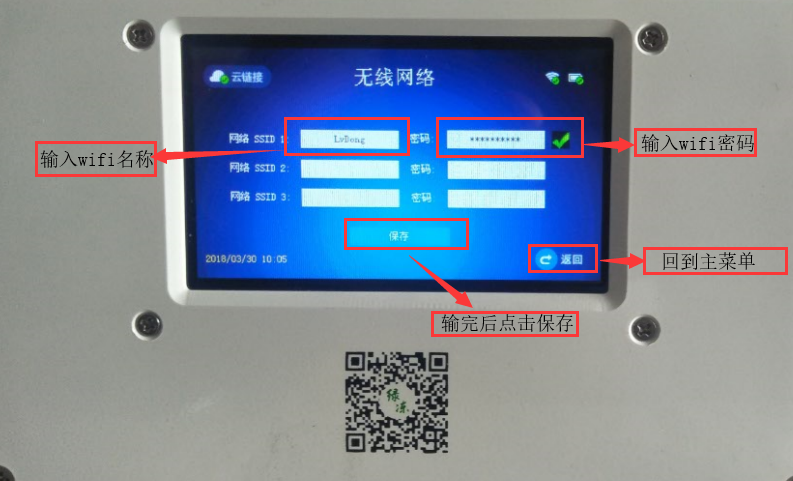 云链接
无线网络
网络 SSID 1:
LvDong
密码:
**********
输入wifi名称
输入wifi密码
网络 SSID 2:
密码:
网络 SSID 3:
密码:
保存
2018/03/30 10:05
返回
回到主菜单
输完后点击保存
绿
冻